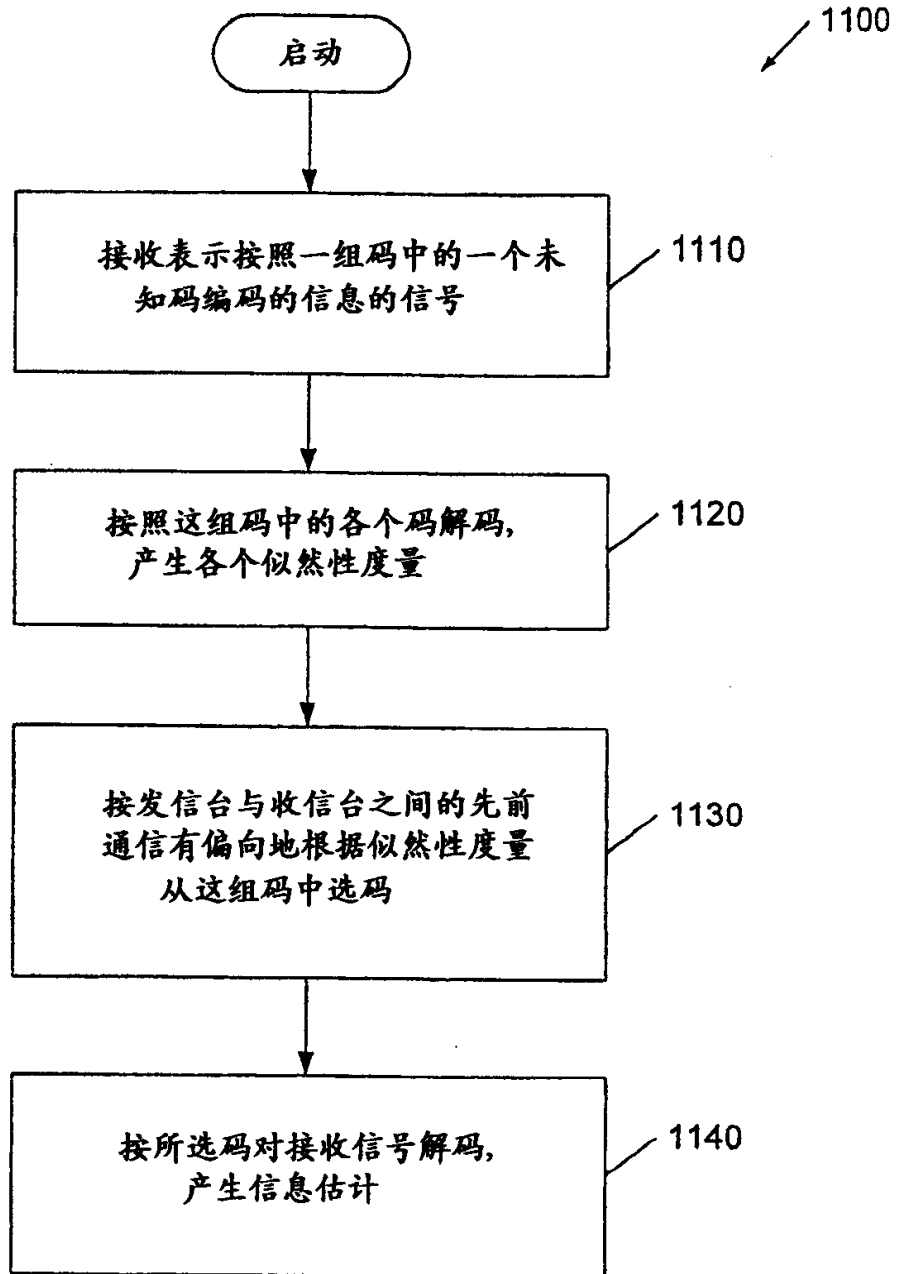 1100
启动
接收表示按照一组码中的一个未
知码编码的信息的信号
1110
按照这组码中的各个码解码,
产生各个似然性度量
1120
按发信台与收信台之间的先前
通信有偏向地根据似然性度量
从这组码中选码
1130
按所选码对接收信号解码,
产生信息估计
1140